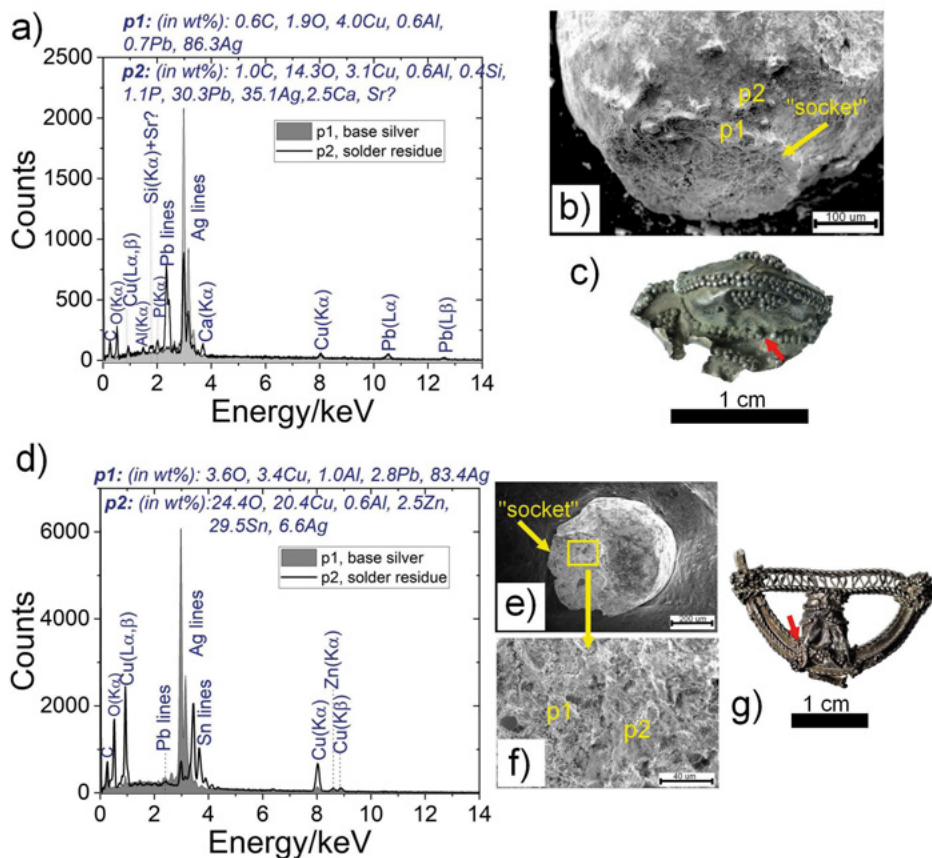 a)
p1: (in wt%): 0.6C, 1.9O, 4.0Cu, 0.6Al,
0.7Pb, 86.3Ag
p2: (in wt%): 1.0C, 14.3O, 3.1Cu, 0.6Al, 0.4Si,
1.1P, 30.3Pb, 35.1Ag,2.5Ca, Sr?
p1, base silver
p2, solder residue
Counts
2500
2000
1500
1000
500
0
C
O(Kα)
Cu(Lα,β)
Al(Kα)
Si(Kα)+Sr?
P(Kα)
Pb lines
Ag lines
Ca(Kα)
Cu(Kα)
Pb(Lα)
Pb(Lβ)
0 2 4 6 8 10 12 14
Energy/keV
b)
p2
p1
"socket"
100 um
c)
1 cm
d)
p1: (in wt%): 3.6O, 3.4Cu, 1.0Al, 2.8Pb, 83.4Ag
p2: (in wt%):24.4O, 20.4Cu, 0.6Al, 2.5Zn,
29.5Sn, 6.6Ag
p1, base silver
p2, solder residue
Counts
6000
4000
2000
0
C
O(Kα)
Cu(Lα,β)
Pb lines
Ag lines
Sn lines
Cu(Kα)
Zn(Kα)
Cu(Kβ)
0 2 4 6 8 10 12 14
Energy/keV
"socket"
e)
200 um
f)
p1
p2
40 um
g)
1 cm